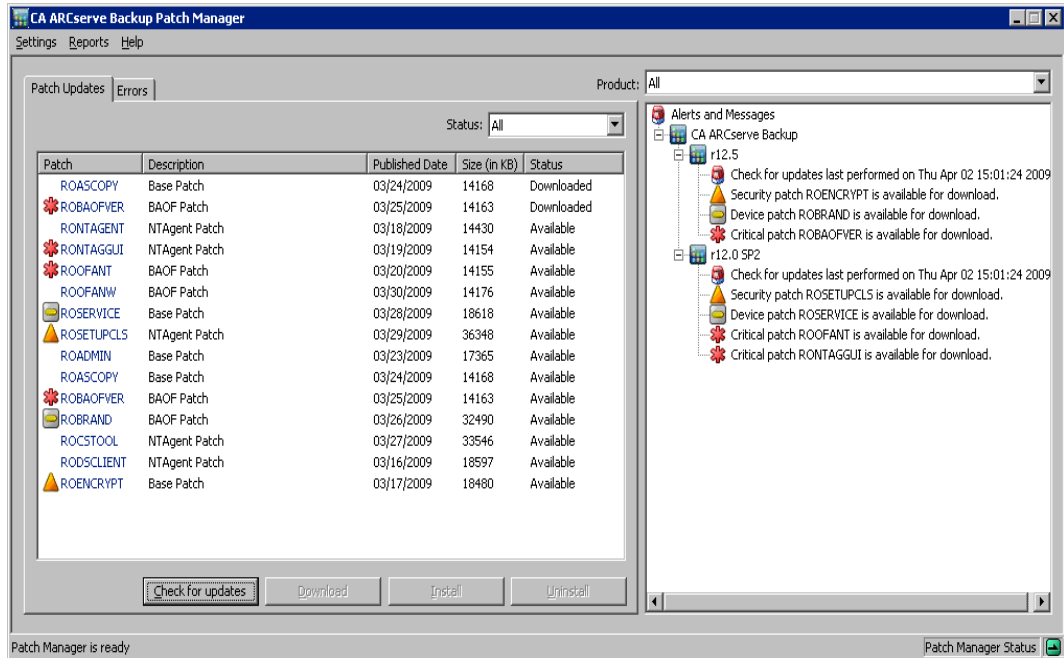 CA ARCserve Backup Patch Manager
Settings Reports Help
Patch Updates Errors
Product: All
Status: All
Patch Description Published Date Size (in KB) Status
ROASCOPY Base Patch 03/24/2009 14168 Downloaded
ROBAOFVER BAOF Patch 03/25/2009 14163 Downloaded
RONTAGENT NTAgent Patch 03/18/2009 14430 Available
RONTAGGUI NTAgent Patch 03/19/2009 14154 Available
ROOFANT BAOF Patch 03/20/2009 14155 Available
ROOFANW BAOF Patch 03/30/2009 14176 Available
ROSERVICE Base Patch 03/28/2009 18618 Available
ROSETUPCLS NTAgent Patch 03/29/2009 36348 Available
ROADMIN Base Patch 03/23/2009 17365 Available
ROASCOPY Base Patch 03/24/2009 14168 Available
ROBAOFVER BAOF Patch 03/25/2009 14163 Available
ROBRAND BAOF Patch 03/26/2009 32490 Available
ROCSTOOL NTAgent Patch 03/27/2009 33546 Available
RODSCLIENT NTAgent Patch 03/16/2009 18597 Available
ROENCRYPT Base Patch 03/17/2009 18480 Available
Check for updates Download Install Uninstall
Alerts and Messages
CA ARCserve Backup
r12.5
Check for updates last performed on Thu Apr 02 15:01:24 2009
Security patch ROENCRYPT is available for download.
Device patch ROBRAND is available for download.
Critical patch ROBAOFVER is available for download.
r12.0 SP2
Check for updates last performed on Thu Apr 02 15:01:24 2009
Security patch ROSETUPCLS is available for download.
Device patch ROSERVICE is available for download.
Critical patch ROOFANT is available for download.
Critical patch RONTAGGUI is available for download.
Patch Manager is ready
Patch Manager Status